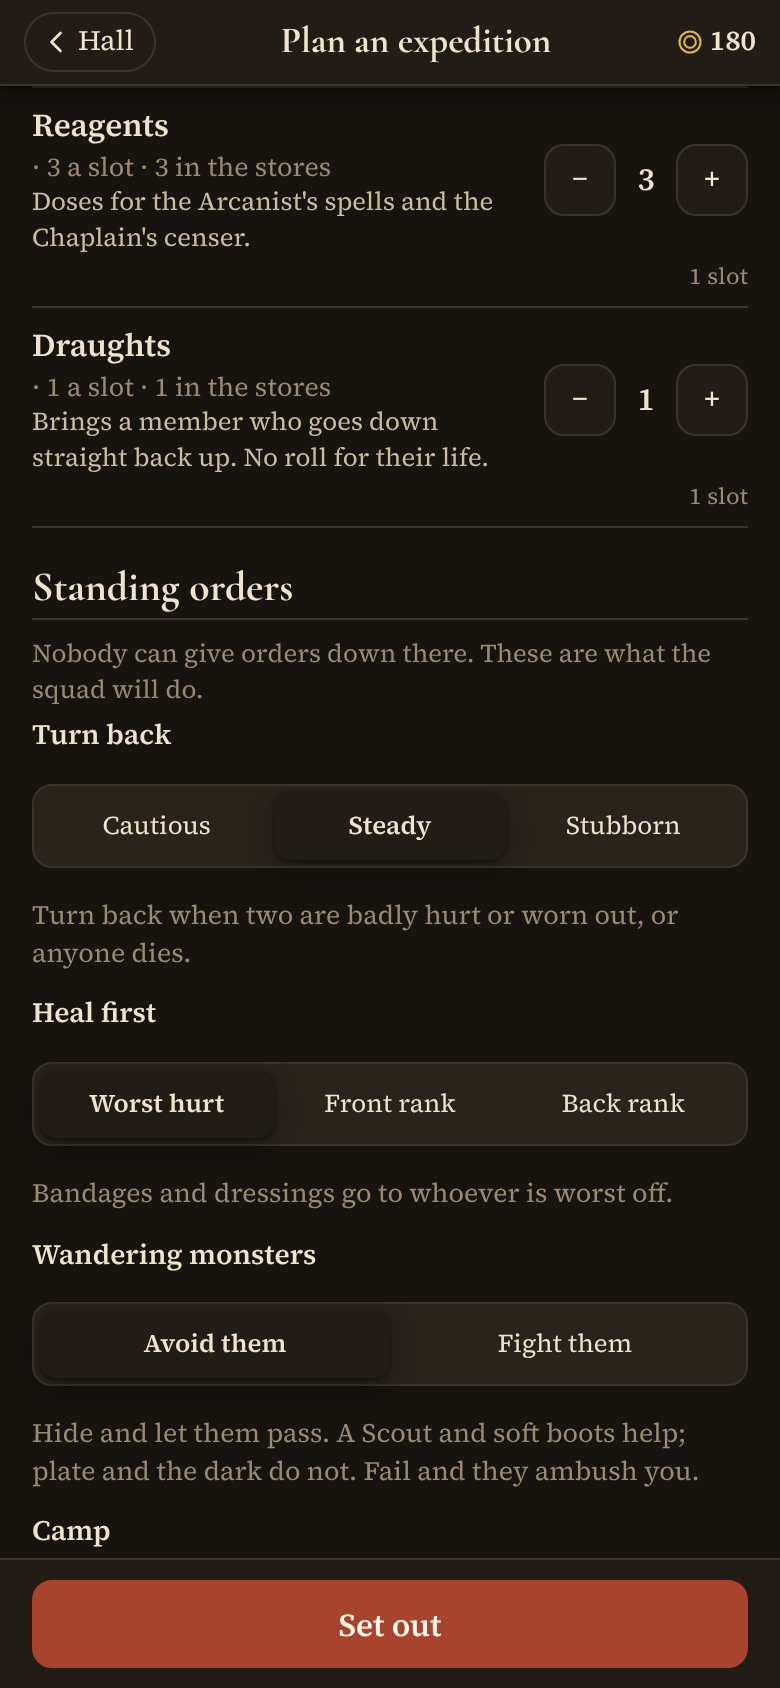 Hall
Plan an expedition
180
Reagents
· 3 a slot · 3 in the stores
Doses for the Arcanist's spells and the
Chaplain's censer.
− 3 +
1 slot
Draughts
· 1 a slot · 1 in the stores
Brings a member who goes down
straight back up. No roll for their life.
− 1 +
1 slot
Standing orders
Nobody can give orders down there. These are what the
squad will do.
Turn back
Cautious Steady Stubborn
Turn back when two are badly hurt or worn out, or
anyone dies.
Heal first
Worst hurt Front rank Back rank
Bandages and dressings go to whoever is worst off.
Wandering monsters
Avoid them Fight them
Hide and let them pass. A Scout and soft boots help;
plate and the dark do not. Fail and they ambush you.
Camp
Set out